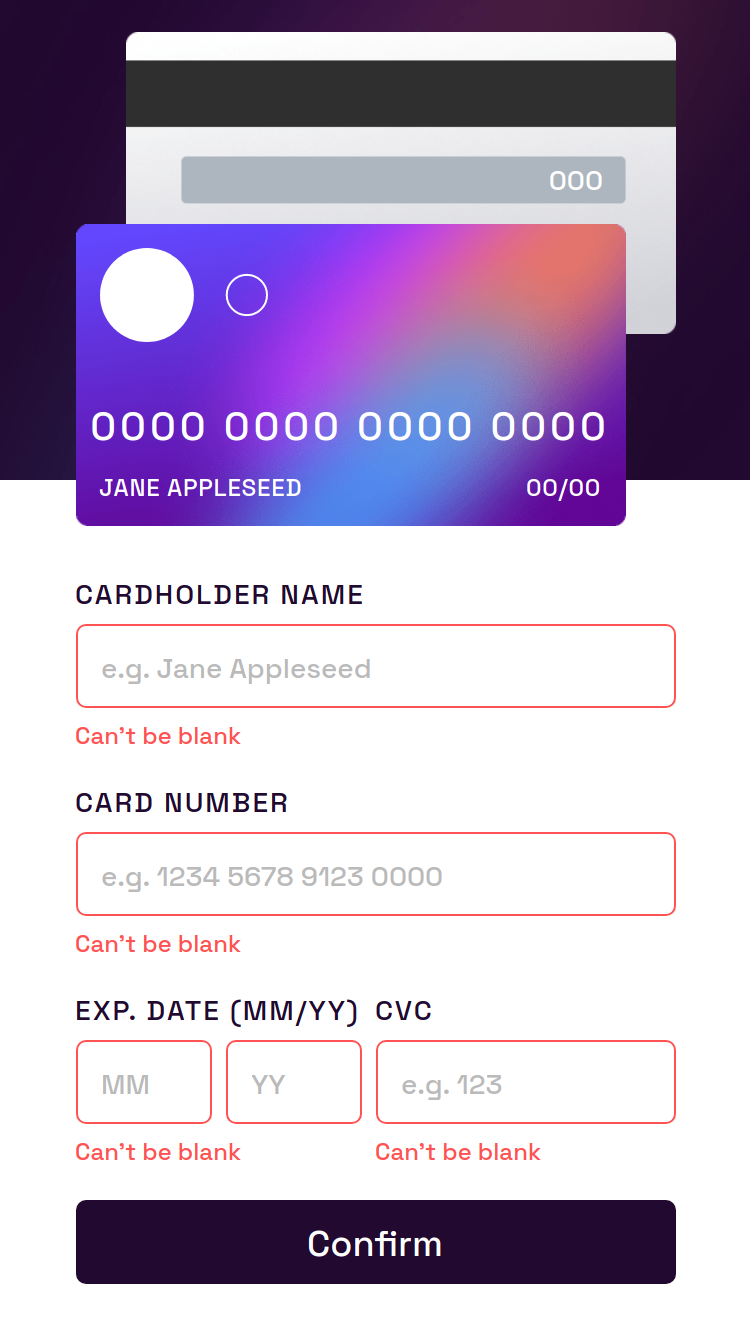 000
0000 0000 0000 0000
JANE APPLESEED 00/00
CARDHOLDER NAME
e.g. Jane Appleseed
Can't be blank
CARD NUMBER
e.g. 1234 5678 9123 0000
Can't be blank
EXP. DATE (MM/YY) CVC
MM YY e.g. 123
Can't be blank Can't be blank
Confirm